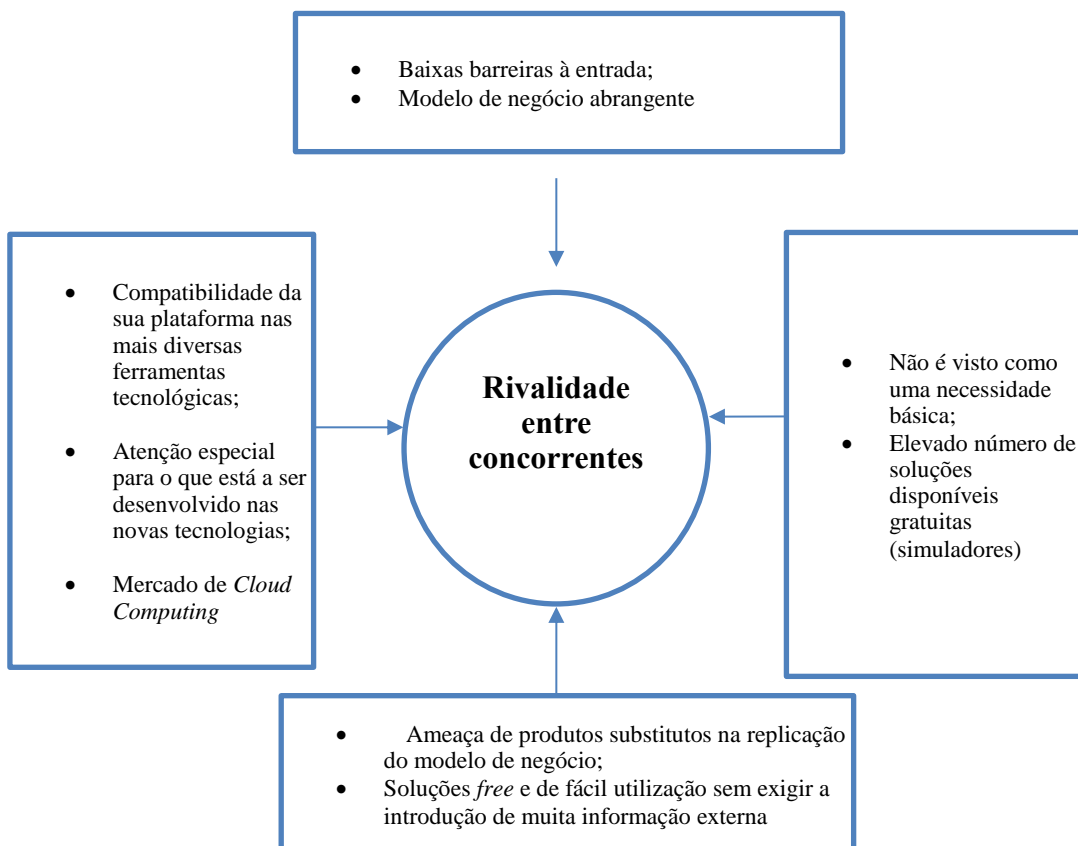 • Baixas barreiras à entrada;
• Modelo de negócio abrangente
• Compatibilidade da
sua plataforma nas
mais diversas
ferramentas
tecnológicas;
• Atenção especial
para o que está a ser
desenvolvido nas
novas tecnologias;
• Mercado de Cloud
Computing
Rivalidade
entre
concorrentes
• Não é visto como
uma necessidade
básica;
• Elevado número de
soluções
disponíveis
gratuitas
(simuladores)
• Ameaça de produtos substitutos na replicação
do modelo de negócio;
• Soluções free e de fácil utilização sem exigir a
introdução de muita informação externa